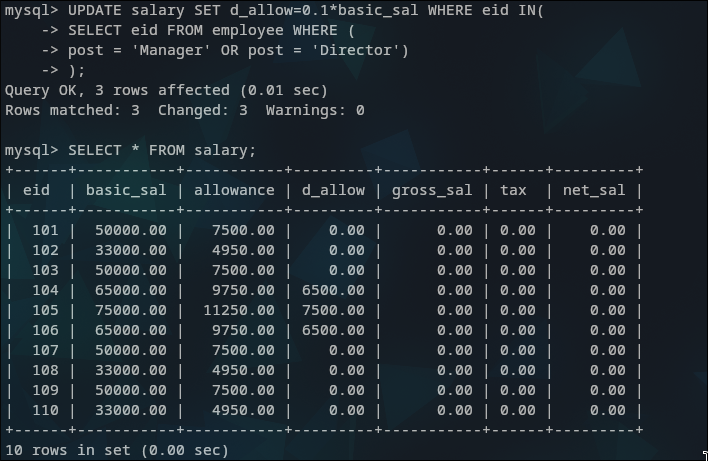 mysql> UPDATE salary SET d_allow=0.1*basic_sal WHERE eid IN(
    -> SELECT eid FROM employee WHERE (
    -> post = 'Manager' OR post = 'Director')
    -> );
Query OK, 3 rows affected (0.01 sec)
Rows matched: 3  Changed: 3  Warnings: 0

mysql> SELECT * FROM salary;
+------+-----------+-----------+---------+-----------+------+---------+
| eid  | basic_sal | allowance | d_allow | gross_sal | tax  | net_sal |
+------+-----------+-----------+---------+-----------+------+---------+
|  101 |  50000.00 |   7500.00 |    0.00 |      0.00 | 0.00 |    0.00 |
|  102 |  33000.00 |   4950.00 |    0.00 |      0.00 | 0.00 |    0.00 |
|  103 |  50000.00 |   7500.00 |    0.00 |      0.00 | 0.00 |    0.00 |
|  104 |  65000.00 |   9750.00 | 6500.00 |      0.00 | 0.00 |    0.00 |
|  105 |  75000.00 |  11250.00 | 7500.00 |      0.00 | 0.00 |    0.00 |
|  106 |  65000.00 |   9750.00 | 6500.00 |      0.00 | 0.00 |    0.00 |
|  107 |  50000.00 |   7500.00 |    0.00 |      0.00 | 0.00 |    0.00 |
|  108 |  33000.00 |   4950.00 |    0.00 |      0.00 | 0.00 |    0.00 |
|  109 |  50000.00 |   7500.00 |    0.00 |      0.00 | 0.00 |    0.00 |
|  110 |  33000.00 |   4950.00 |    0.00 |      0.00 | 0.00 |    0.00 |
+------+-----------+-----------+---------+-----------+------+---------+
10 rows in set (0.00 sec)